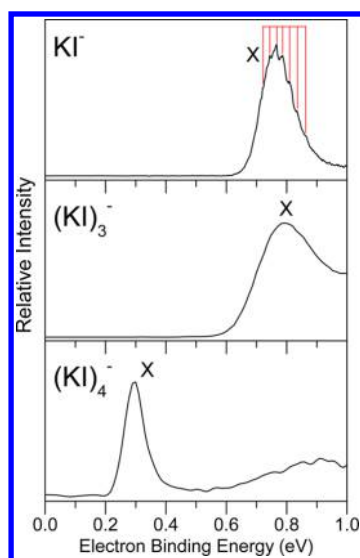 KI⁻
X
(KI)₃⁻
X
(KI)₄⁻
X
Relative Intensity
0.0 0.2 0.4 0.6 0.8 1.0
Electron Binding Energy (eV)